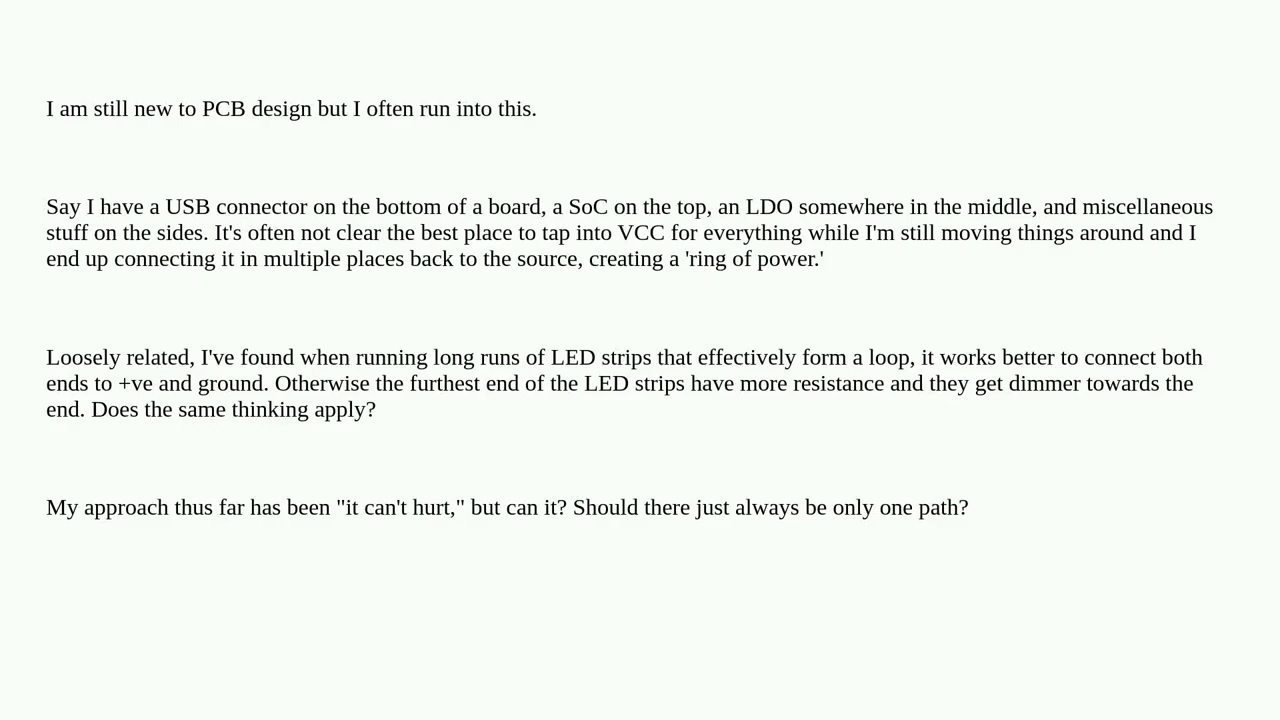 I am still new to PCB design but I often run into this.
Say I have a USB connector on the bottom of a board, a SoC on the top, an LDO somewhere in the middle, and miscellaneous
stuff on the sides. It's often not clear the best place to tap into VCC for everything while I'm still moving things around and I
end up connecting it in multiple places back to the source, creating a 'ring of power.'
Loosely related, I've found when running long runs of LED strips that effectively form a loop, it works better to connect both
ends to +ve and ground. Otherwise the furthest end of the LED strips have more resistance and they get dimmer towards the
end. Does the same thinking apply?
My approach thus far has been "it can't hurt," but can it? Should there just always be only one path?